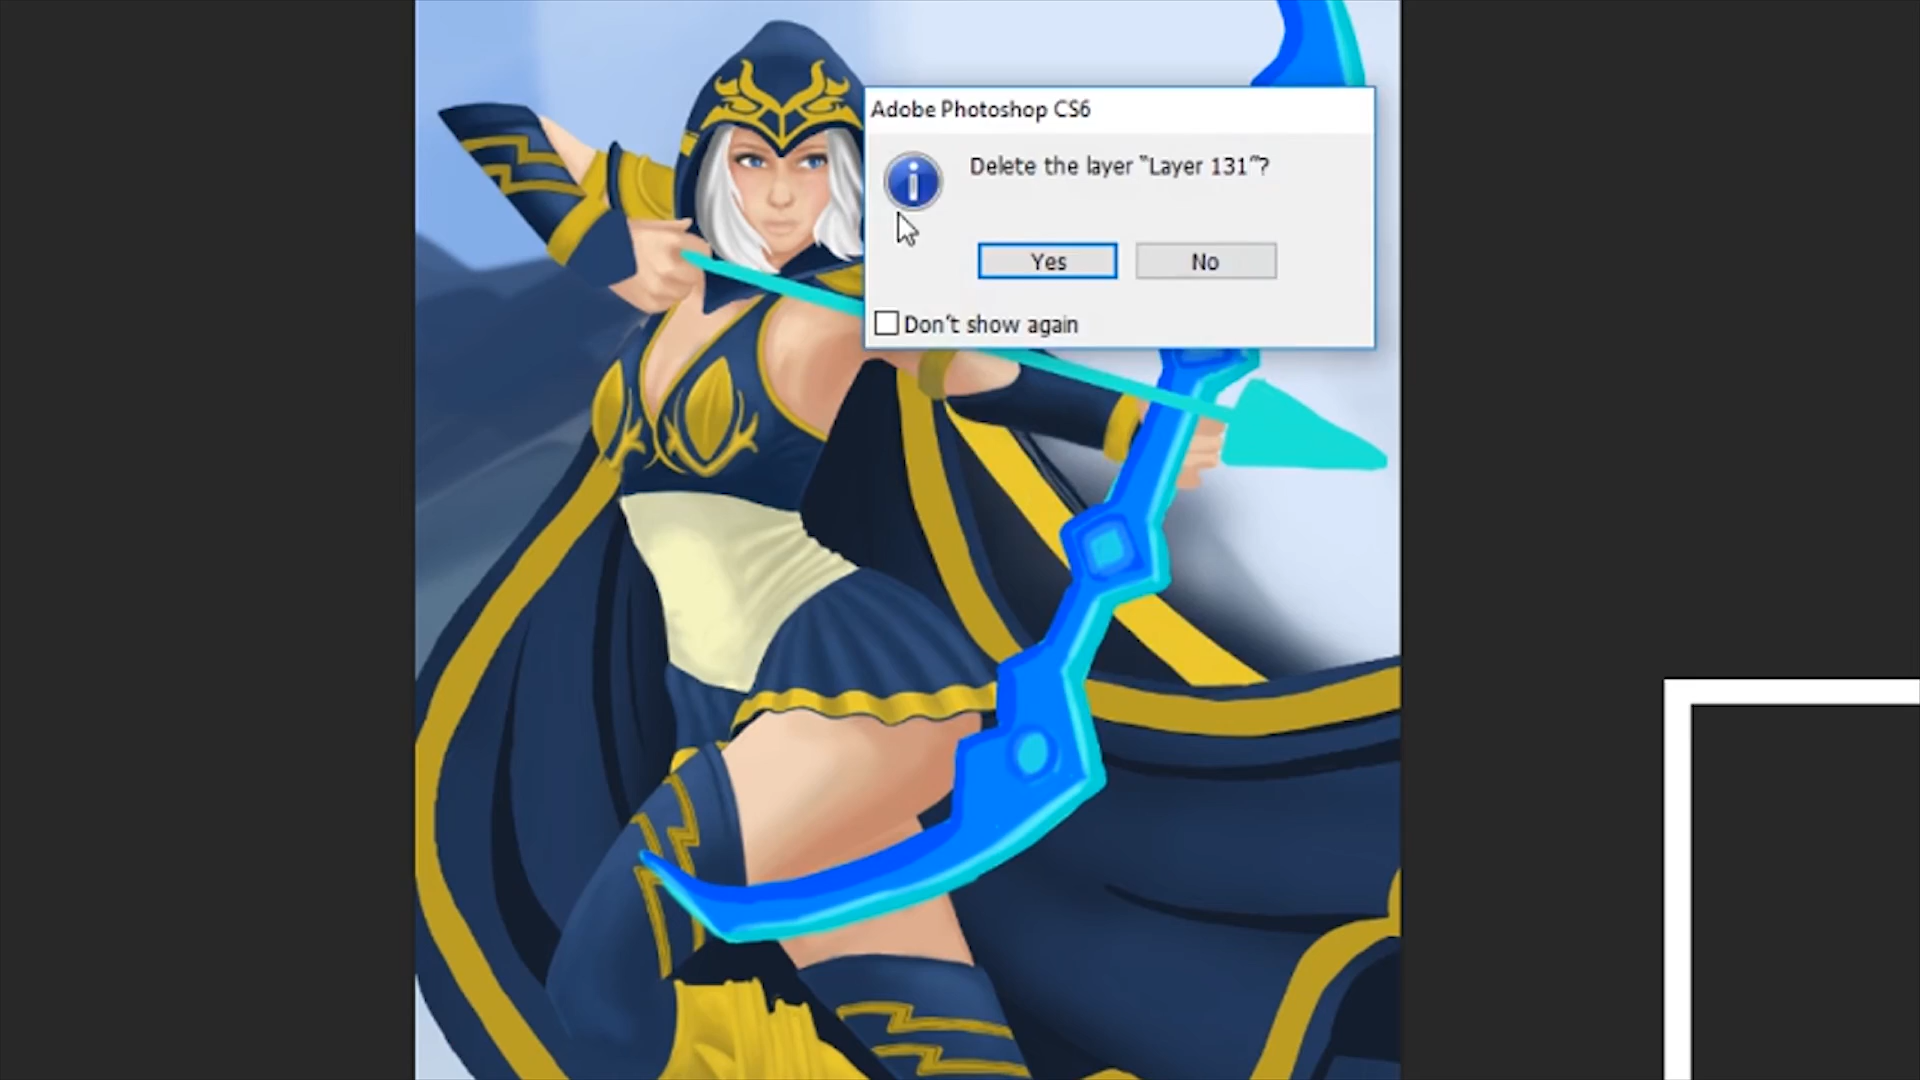 Adobe Photoshop CS6
Delete the layer "Layer 131"?
Yes No
Don't show again